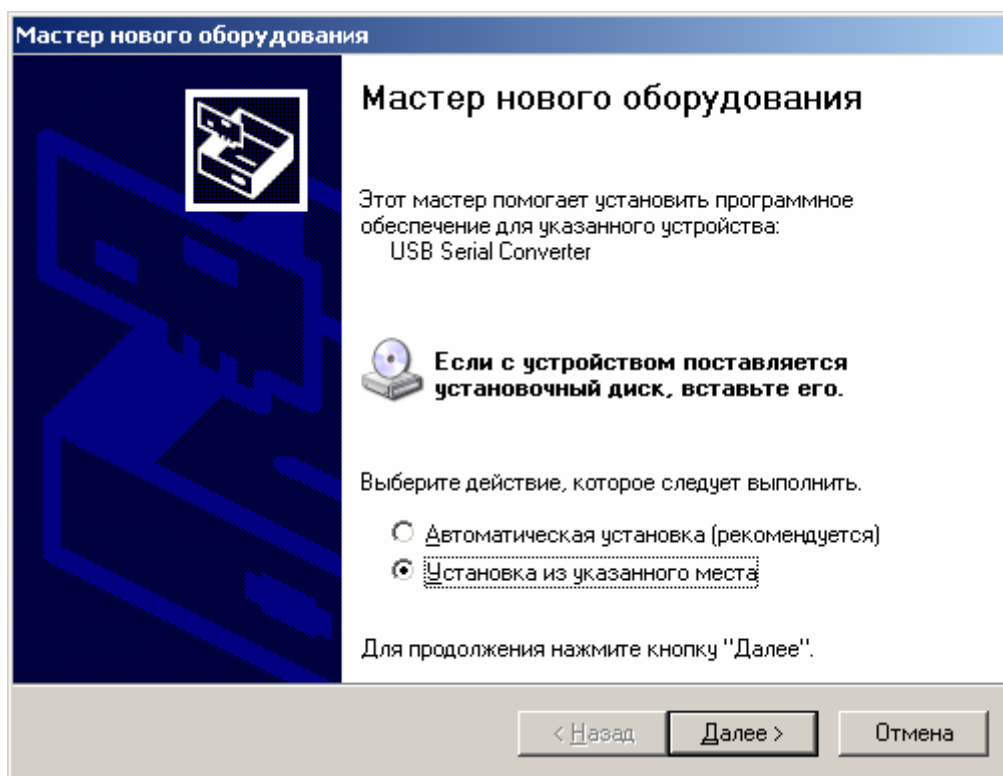 Мастер нового оборудования
Мастер нового оборудования
Этот мастер помогает установить программное
обеспечение для указанного устройства:
USB Serial Converter
Если с устройством поставляется
установочный диск, вставьте его.
Выберите действие, которое следует выполнить.
Автоматическая установка (рекомендуется)
Установка из указанного места
Для продолжения нажмите кнопку "Далее".
< Назад
Далее >
Отмена